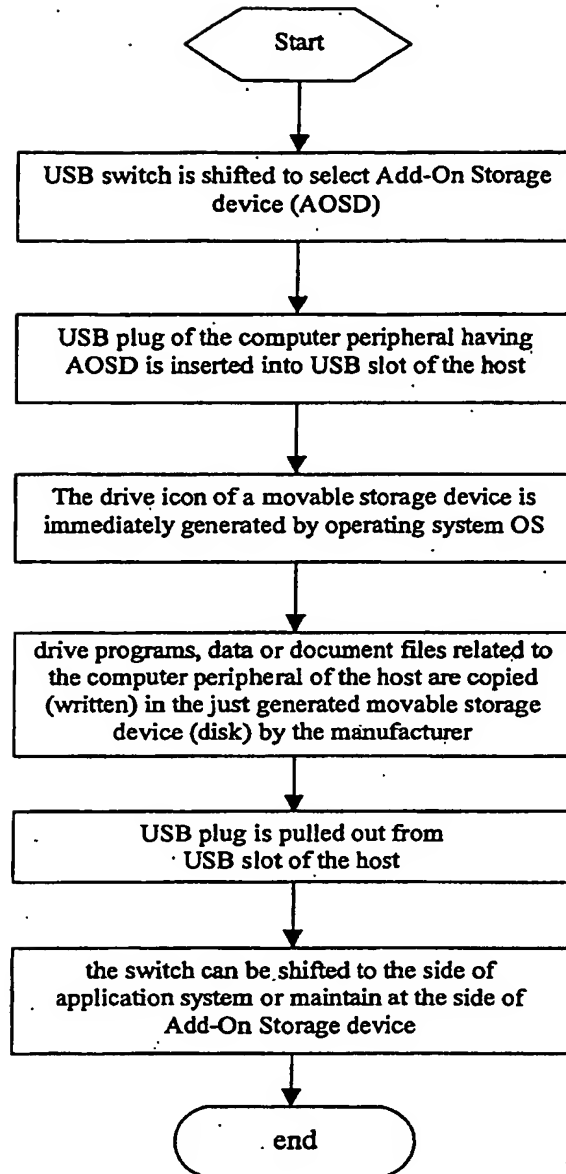 Start
USB switch is shifted to select Add-On Storage
device (AOSD)
USB plug of the computer peripheral having
AOSD is inserted into USB slot of the host
The drive icon of a movable storage device is
immediately generated by operating system OS
drive programs, data or document files related to
the computer peripheral of the host are copied
(written) in the just generated movable storage
device (disk) by the manufacturer
USB plug is pulled out from
USB slot of the host
the switch can be shifted to the side of
application system or maintain at the side of
Add-On Storage device
end